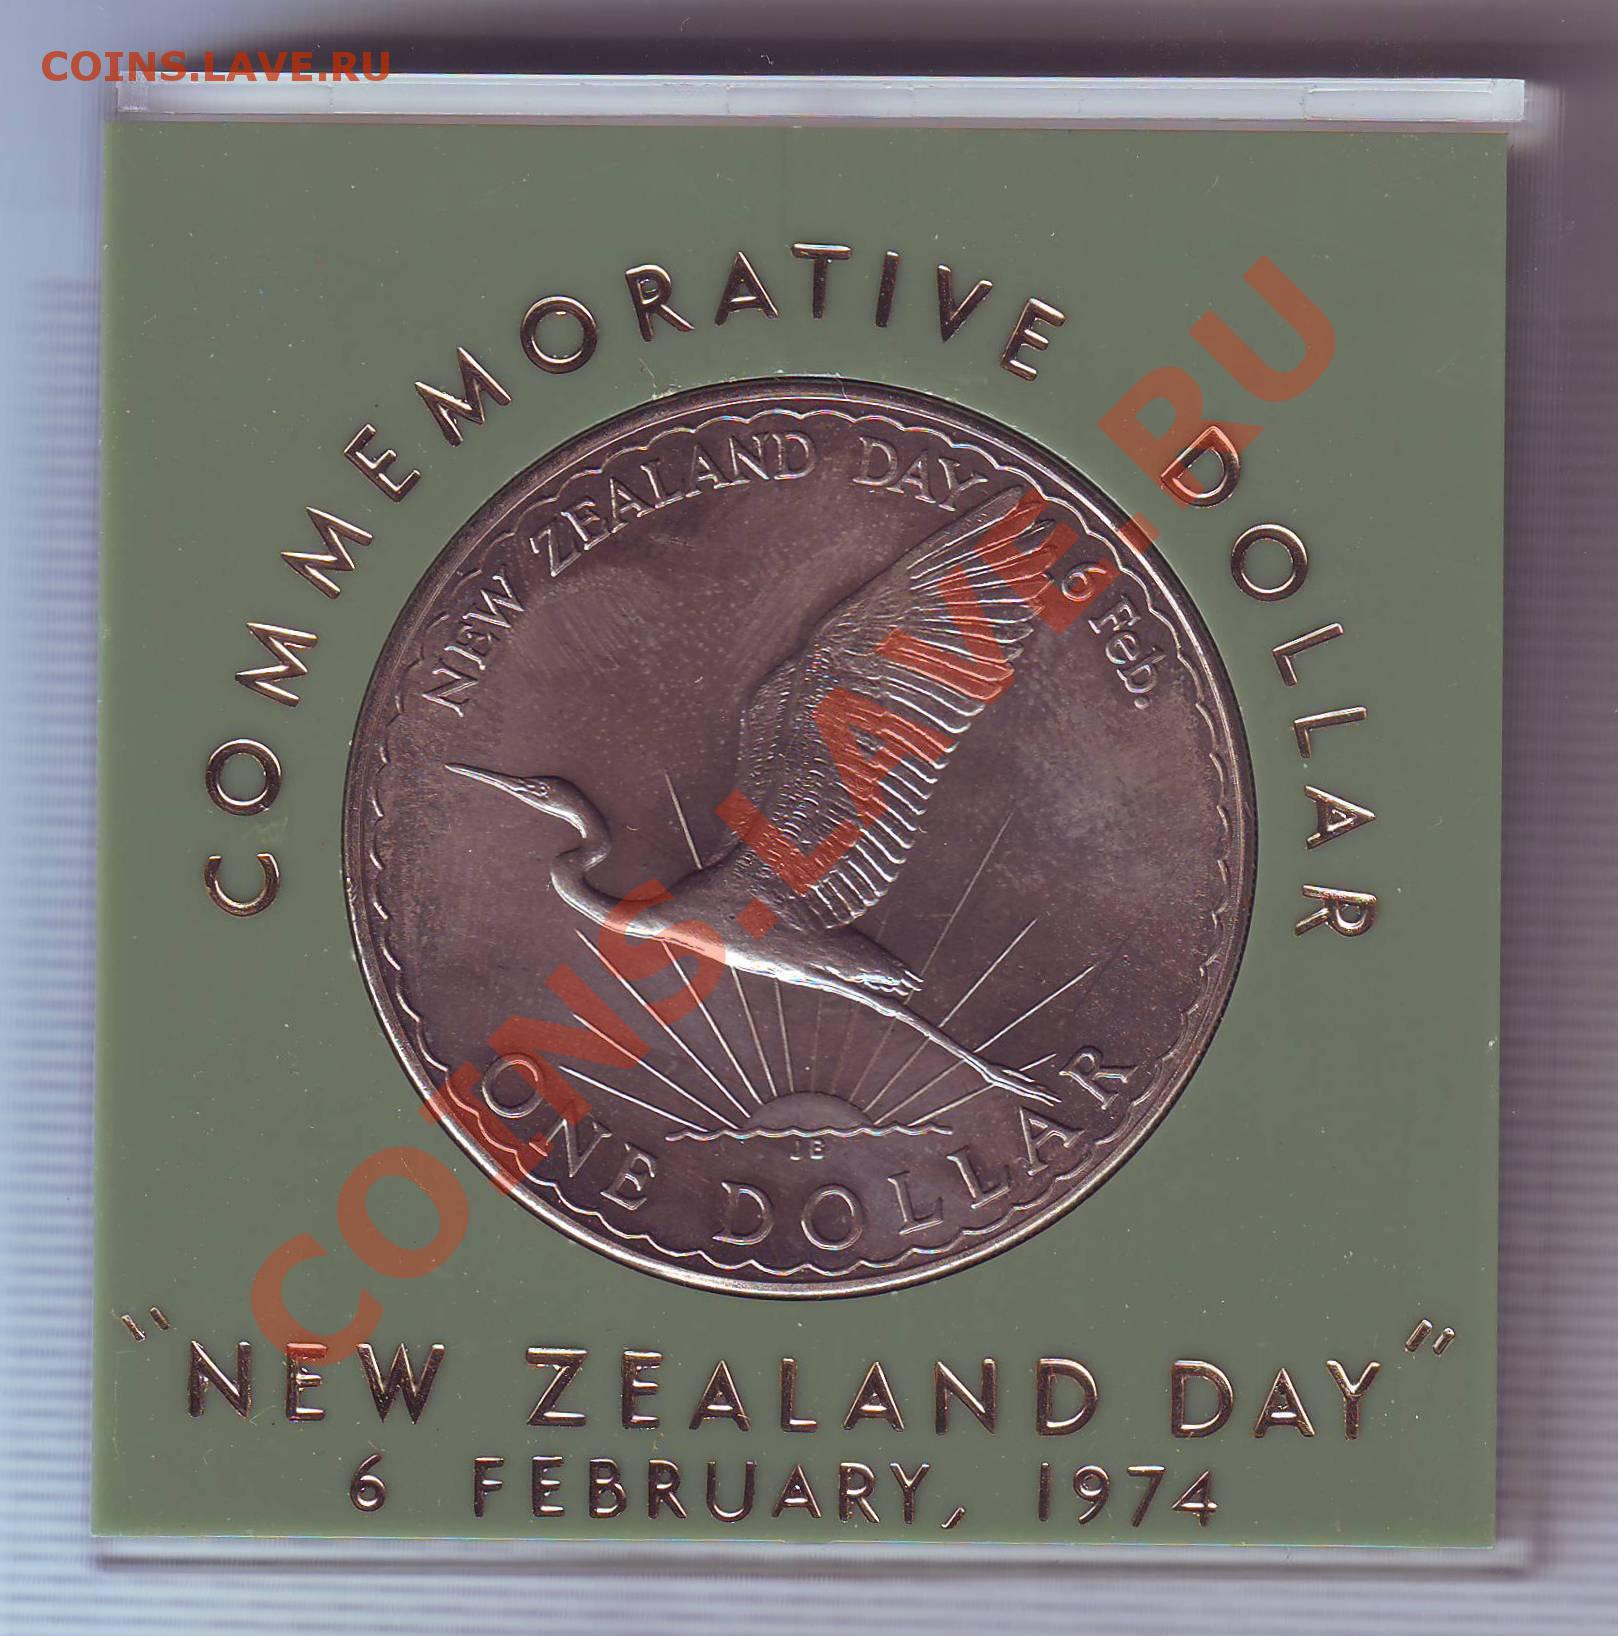 COINS.LAVE.RU
COMMEMORATIVE DOLLAR
NEW ZEALAND DAY 6 Feb.
JB
ONE DOLLAR
"NEW ZEALAND DAY"
6 FEBRUARY, 1974
COINS.LAVE.RU